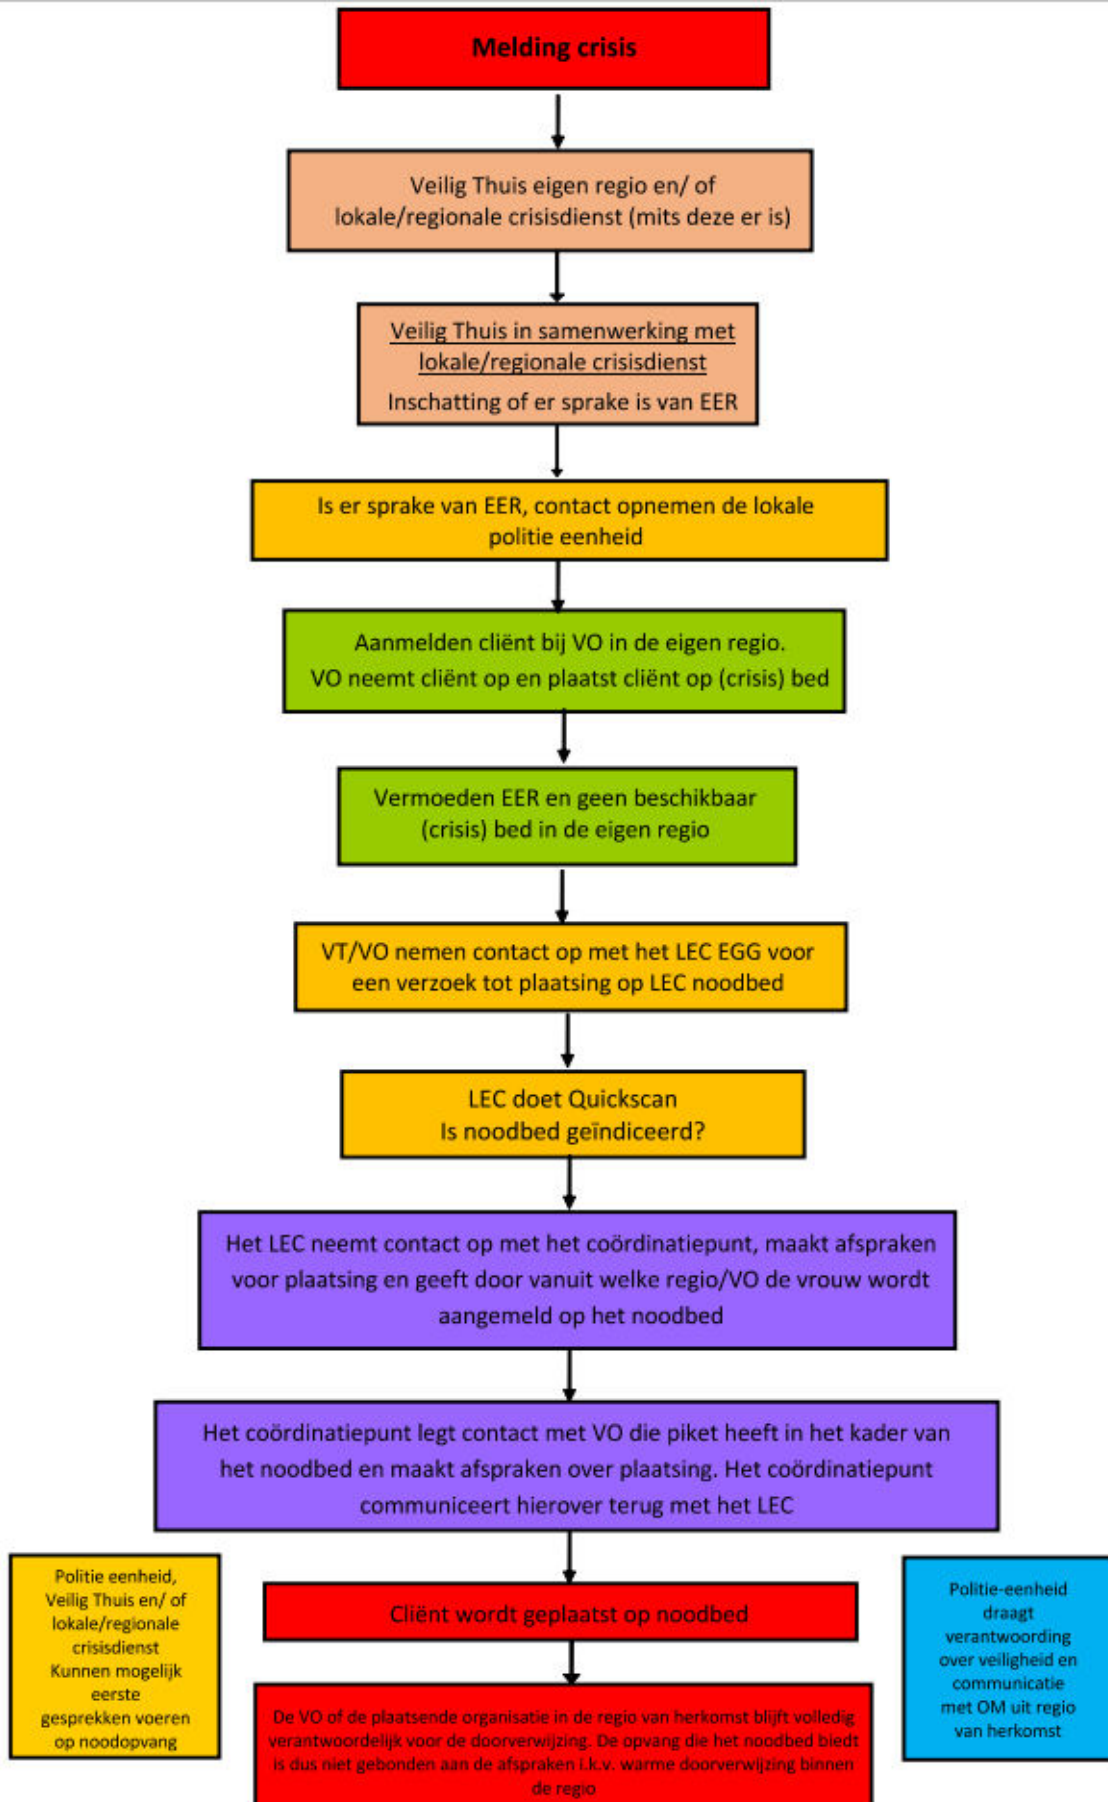 Melding crisis
Veilig Thuis eigen regio en/ of
lokale/regionale crisisdienst (mits deze er is)
Veilig Thuis in samenwerking met
lokale/regionale crisisdienst
Inschatting of er sprake is van EER
Is er sprake van EER, contact opnemen de lokale
politie eenheid
Aanmelden cliënt bij VO in de eigen regio.
VO neemt cliënt op en plaatst cliënt op (crisis) bed
Vermoeden EER en geen beschikbaar
(crisis) bed in de eigen regio
VT/VO nemen contact op met het LEC EGG voor
een verzoek tot plaatsing op LEC noodbed
LEC doet Quickscan
Is noodbed geïndiceerd?
Het LEC neemt contact op met het coördinatiepunt, maakt afspraken
voor plaatsing en geeft door vanuit welke regio/VO de vrouw wordt
aangemeld op het noodbed
Het coördinatiepunt legt contact met VO die piket heeft in het kader van
het noodbed en maakt afspraken over plaatsing. Het coördinatiepunt
communiceert hierover terug met het LEC
Politie eenheid,
Veilig Thuis en/ of
lokale/regionale
crisisdienst
Kunnen mogelijk
eerste
gesprekken voeren
op noodopvang
Cliënt wordt geplaatst op noodbed
De VO of de plaatsende organisatie in de regio van herkomst blijft volledig
verantwoordelijk voor de doorverwijzing. De opvang die het noodbed biedt
is dus niet gebonden aan de afspraken i.k.v. warme doorverwijzing binnen
de regio
Politie-eenheid
draagt
verantwoording
over veiligheid en
communicatie
met OM uit regio
van herkomst